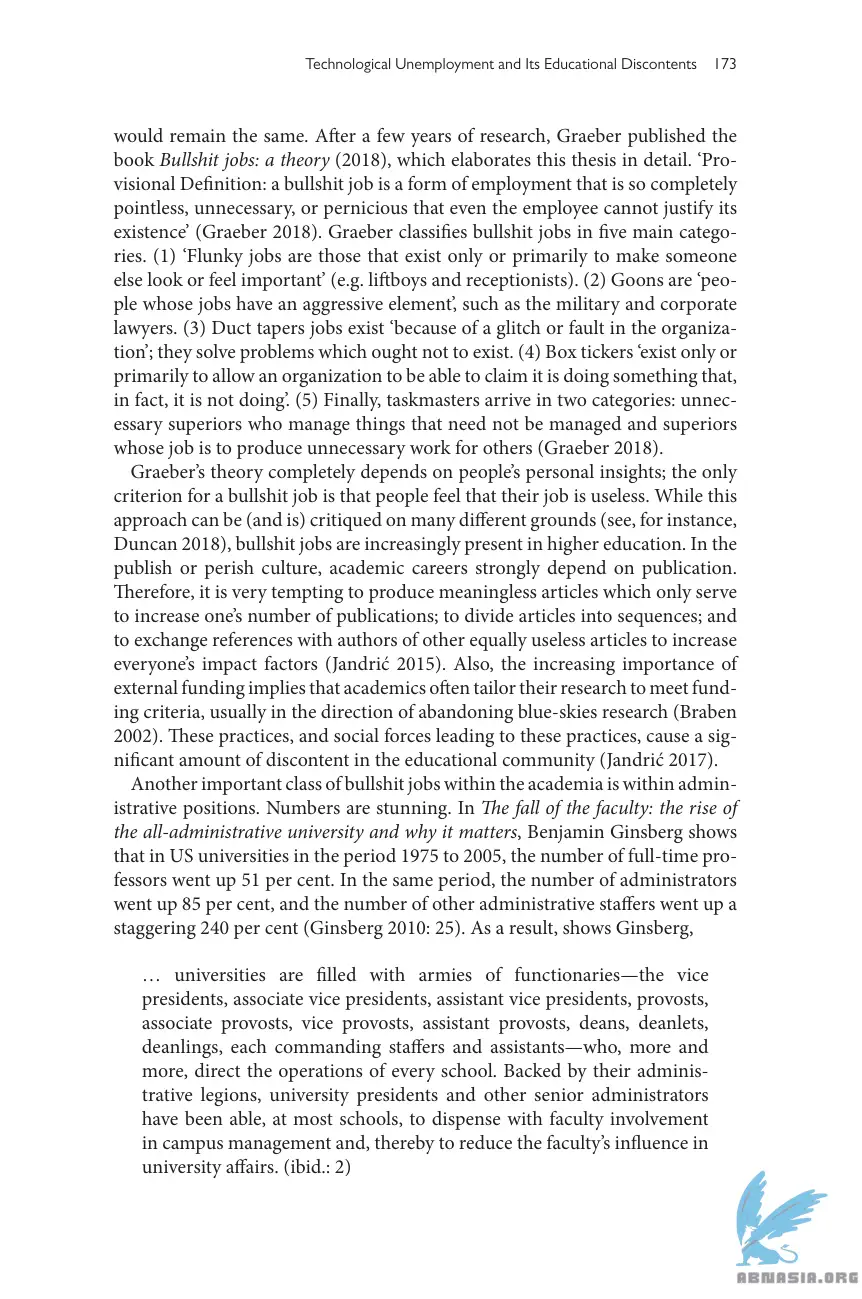 Technological Unemployment and Its Educational Discontents 173
would remain the same. After a few years of research, Graeber published the
book Bullshit jobs: a theory (2018), which elaborates this thesis in detail. ‘Pro-
visional Definition: a bullshit job is a form of employment that is so completely
pointless, unnecessary, or pernicious that even the employee cannot justify its
existence’ (Graeber 2018). Graeber classifies bullshit jobs in five main catego-
ries. (1) ‘Flunky jobs are those that exist only or primarily to make someone
else look or feel important’ (e.g. liftboys and receptionists). (2) Goons are ‘peo-
ple whose jobs have an aggressive element’, such as the military and corporate
lawyers. (3) Duct tapers jobs exist ‘because of a glitch or fault in the organiza-
tion’; they solve problems which ought not to exist. (4) Box tickers ‘exist only or
primarily to allow an organization to be able to claim it is doing something that,
in fact, it is not doing’. (5) Finally, taskmasters arrive in two categories: unnec-
essary superiors who manage things that need not be managed and superiors
whose job is to produce unnecessary work for others (Graeber 2018).
Graeber’s theory completely depends on people’s personal insights; the only
criterion for a bullshit job is that people feel that their job is useless. While this
approach can be (and is) critiqued on many different grounds (see, for instance,
Duncan 2018), bullshit jobs are increasingly present in higher education. In the
publish or perish culture, academic careers strongly depend on publication.
Therefore, it is very tempting to produce meaningless articles which only serve
to increase one’s number of publications; to divide articles into sequences; and
to exchange references with authors of other equally useless articles to increase
everyone’s impact factors (Jandrić 2015). Also, the increasing importance of
external funding implies that academics often tailor their research to meet fund-
ing criteria, usually in the direction of abandoning blue-skies research (Braben
2002). These practices, and social forces leading to these practices, cause a sig-
nificant amount of discontent in the educational community (Jandrić 2017).
Another important class of bullshit jobs within the academia is within admin-
istrative positions. Numbers are stunning. In The fall of the faculty: the rise of
the all-administrative university and why it matters, Benjamin Ginsberg shows
that in US universities in the period 1975 to 2005, the number of full-time pro-
fessors went up 51 per cent. In the same period, the number of administrators
went up 85 per cent, and the number of other administrative staffers went up a
staggering 240 per cent (Ginsberg 2010: 25). As a result, shows Ginsberg,
… universities are filled with armies of functionaries—the vice
presidents, associate vice presidents, assistant vice presidents, provosts,
associate provosts, vice provosts, assistant provosts, deans, deanlets,
deanlings, each commanding staffers and assistants—who, more and
more, direct the operations of every school. Backed by their adminis-
trative legions, university presidents and other senior administrators
have been able, at most schools, to dispense with faculty involvement
in campus management and, thereby to reduce the faculty’s influence in
university affairs. (ibid.: 2)
ABNASIA.ORG